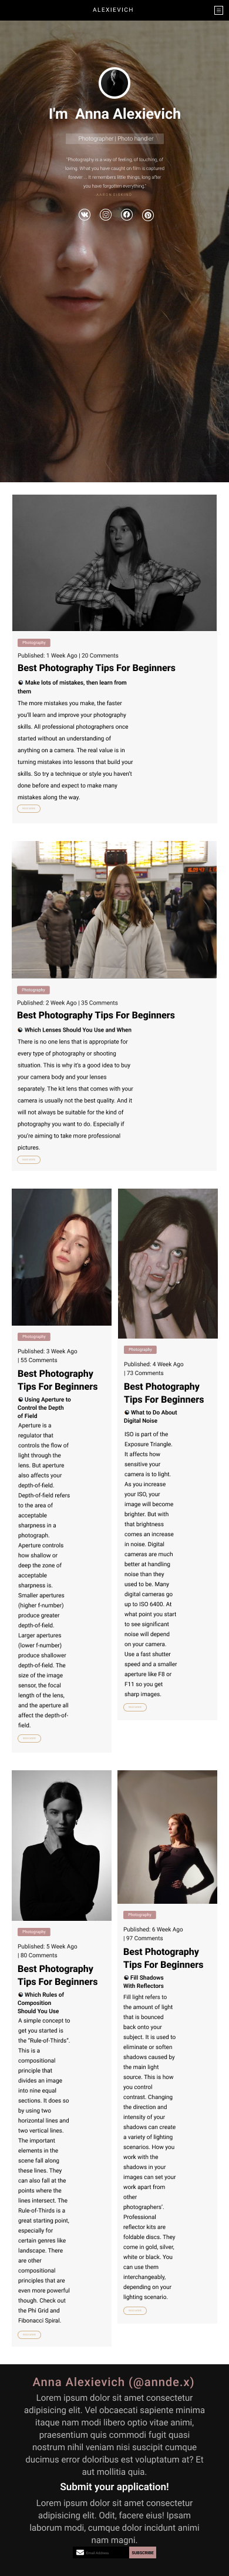 ALEXIEVICH
I'm Anna Alexievich
Photographer | Photo handler
"Photography is a way of feeling, of touching, of
loving. What you have caught on film is captured
forever... It remembers little things, long after
you have forgotten everything."
Photography
Published: 1 Week Ago | 20 Comments
Best Photography Tips For Beginners
☯ Make lots of mistakes, then learn from
them
The more mistakes you make, the faster
you'll learn and improve your photography
skills. All professional photographers once
started without an understanding of
anything on a camera. The real value is in
turning mistakes into lessons that build your
skills. So try a technique or style you haven't
done before and expect to make many
mistakes along the way.
Photography
Published: 2 Week Ago | 35 Comments
Best Photography Tips For Beginners
☯ Which Lenses Should You Use and When
There is no one lens that is appropriate for
every type of photography or shooting
situation. This is why it's a good idea to buy
your camera body and your lenses
separately. The kit lens that comes with your
camera is usually not the best quality. And it
will not always be suitable for the kind of
photography you want to do. Especially if
you're aiming to take more professional
pictures.
Photography
Published: 3 Week Ago
| 55 Comments
Best Photography
Tips For Beginners
☯ Using Aperture to
Control the Depth
of Field
Aperture is a
regulator that
controls the flow of
light through the
lens. But aperture
also affects your
depth-of-field.
Depth-of-field refers
to the area of
acceptable
sharpness in a
photograph.
Aperture controls
how shallow or
deep the zone of
acceptable
sharpness is.
Smaller apertures
(higher f-number)
produce greater
depth-of-field.
Larger apertures
(lower f-number)
produce shallower
depth-of-field. The
size of the image
sensor, the focal
length of the lens,
and the aperture all
affect the depth-of-
field.
Photography
Published: 4 Week Ago
| 73 Comments
Best Photography
Tips For Beginners
☯ What to Do About
Digital Noise
ISO is part of the
Exposure Triangle.
It affects how
sensitive your
camera is to light.
As you increase
your ISO, your
image will become
brighter. But with
that brightness
comes an increase
in noise. Digital
cameras are much
better at handling
noise than they
used to be. Many
digital cameras go
up to ISO 6400. At
what point you start
to see significant
noise will depend
on your camera.
Use a fast shutter
speed and a smaller
aperture like F8 or
F11 so you get
sharp images.
Photography
Published: 5 Week Ago
| 80 Comments
Best Photography
Tips For Beginners
☯ Which Rules of
Composition
Should You Use
A simple concept to
get you started is
the "Rule-of-Thirds".
This is a
compositional
principle that
divides an image
into nine equal
sections. It does so
by using two
horizontal lines and
two vertical lines.
The important
elements in the
scene fall along
these lines. They
can also fall at the
points where the
lines intersect. The
Rule-of-Thirds is a
great starting point,
especially for
certain genres like
landscape. There
are other
compositional
principles that are
even more powerful
though. Check out
the Phi Grid and
Fibonacci Spiral.
Photography
Published: 6 Week Ago
| 97 Comments
Best Photography
Tips For Beginners
☯ Fill Shadows
With Reflectors
Fill light refers to
the amount of light
that is bounced
back onto your
subject. It is used to
eliminate or soften
shadows caused by
the main light
source. This is how
you control
contrast. Changing
the direction and
intensity of your
shadows can create
a variety of lighting
scenarios. How you
work with the
shadows in your
images can set your
work apart from
other
photographers'.
Professional
reflector kits are
foldable discs. They
come in gold, silver,
white or black. You
can use them
interchangeably,
depending on your
lighting scenario.
Anna Alexievich (@annde.x)
Lorem ipsum dolor sit amet consectetur
adipisicing elit. Vel obcaecati sapiente minima
itaque nam modi libero optio vitae animi,
praesentium quis commodi fugit quasi
nostrum nihil veniam nisi suscipit cumque
ducimus error doloribus est voluptatum at? Et
aut mollitia quia.
Submit your application!
Lorem ipsum dolor sit amet consectetur
adipisicing elit. Odit, facere eius! Ipsam
laborum modi, cumque dolor incidunt animi
nam magni.
Email Address
SUBSCRIBE